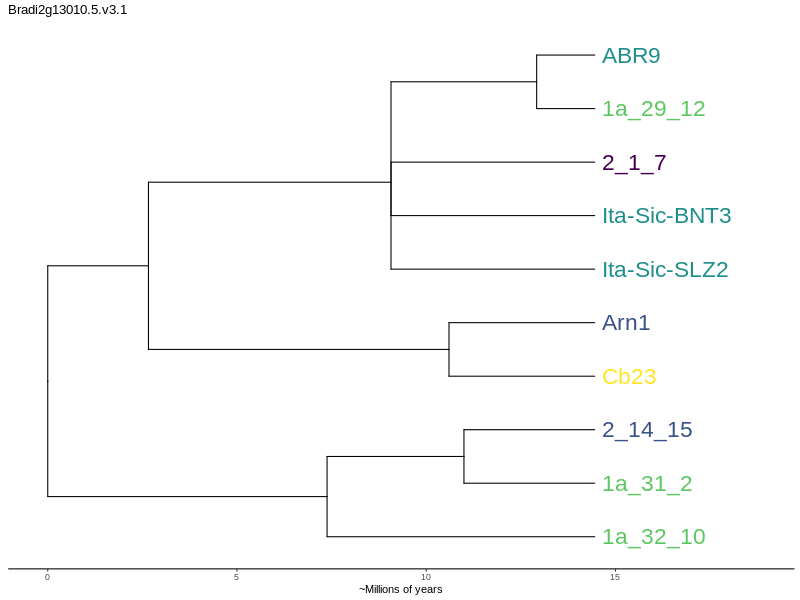 Bradi2g13010.5.v3.1
ABR9
1a_29_12
2_1_7
Ita-Sic-BNT3
Ita-Sic-SLZ2
Arn1
Cb23
2_14_15
1a_31_2
1a_32_10
0 5 10 15
~Millions of years